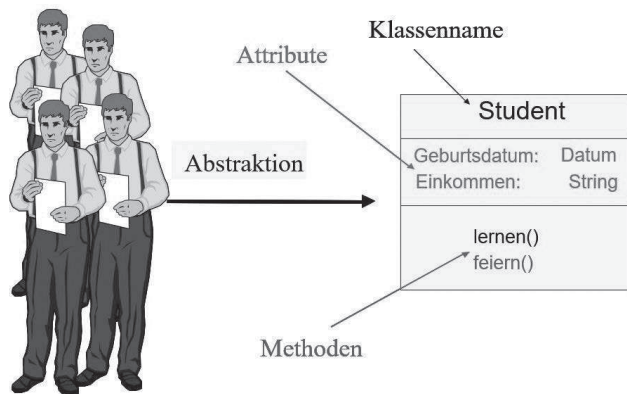 Klassenname
Attribute
Student
Geburtsdatum: Datum
Einkommen: String
Abstraktion
lernen()
feiern()
Methoden